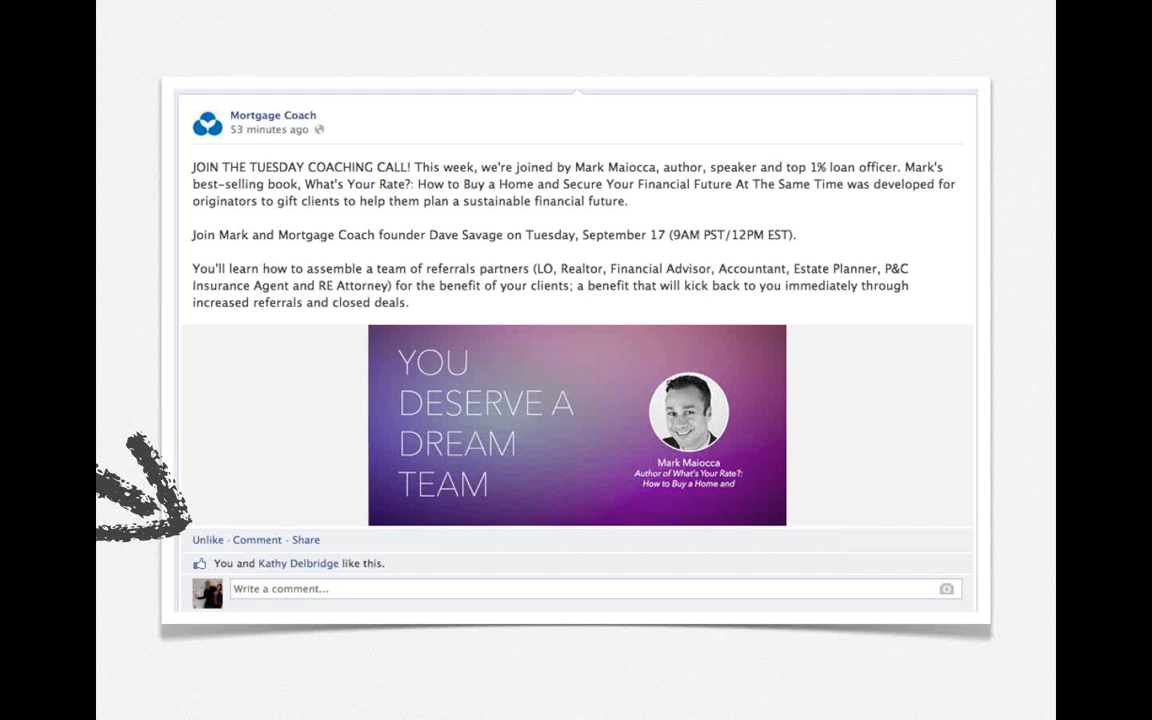 Mortgage Coach
53 minutes ago
JOIN THE TUESDAY COACHING CALL! This week, we're joined by Mark Maiocca, author, speaker and top 1% loan officer. Mark's
best-selling book, What's Your Rate?: How to Buy a Home and Secure Your Financial Future At The Same Time was developed for
originators to gift clients to help them plan a sustainable financial future.
Join Mark and Mortgage Coach founder Dave Savage on Tuesday, September 17 (9AM PST/12PM EST).
You'll learn how to assemble a team of referrals partners (LO, Realtor, Financial Advisor, Accountant, Estate Planner, P&C
Insurance Agent and RE Attorney) for the benefit of your clients; a benefit that will kick back to you immediately through
increased referrals and closed deals.
YOU
DESERVE A
DREAM
TEAM
Mark Maiocca
Author of What's Your Rate?:
How to Buy a Home and
Unlike · Comment · Share
You and Kathy Delbridge like this.
Write a comment...